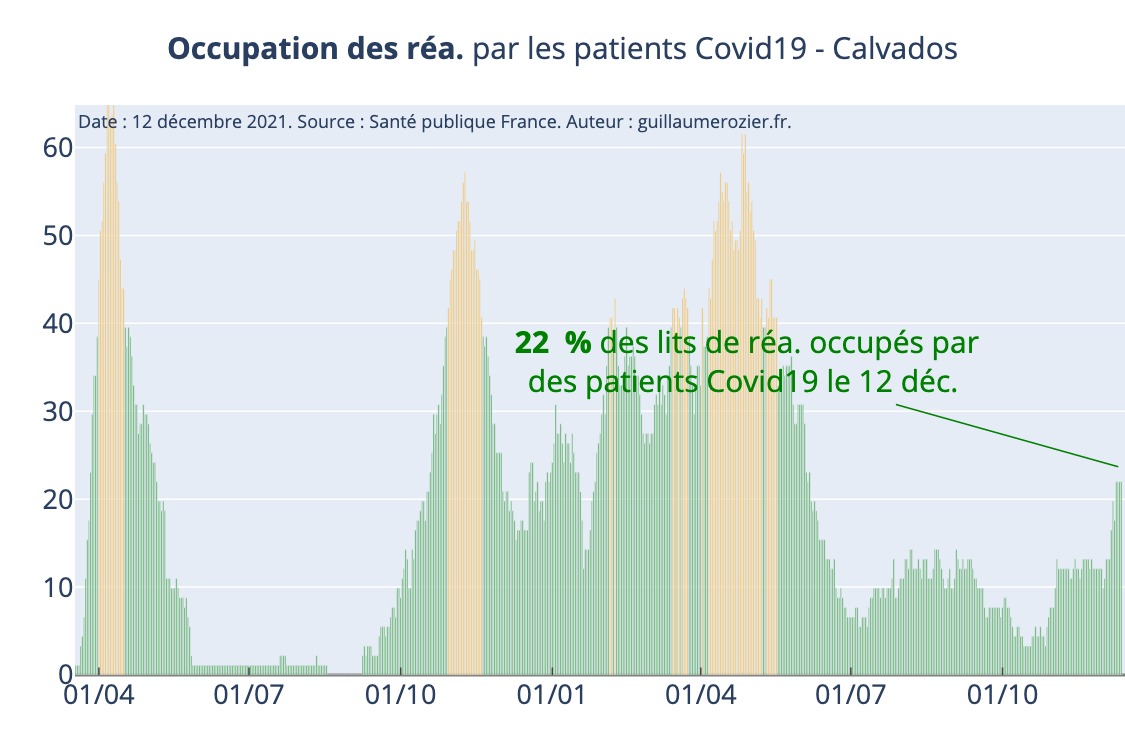 Occupation des réa. par les patients Covid19 - Calvados
Date : 12 décembre 2021. Source : Santé publique France. Auteur : guillaumerozier.fr.
60
50
40
22 % des lits de réa. occupés par
des patients Covid19 le 12 déc.
30
20
10
0
01/04 01/07 01/10 01/01 01/04 01/07 01/10